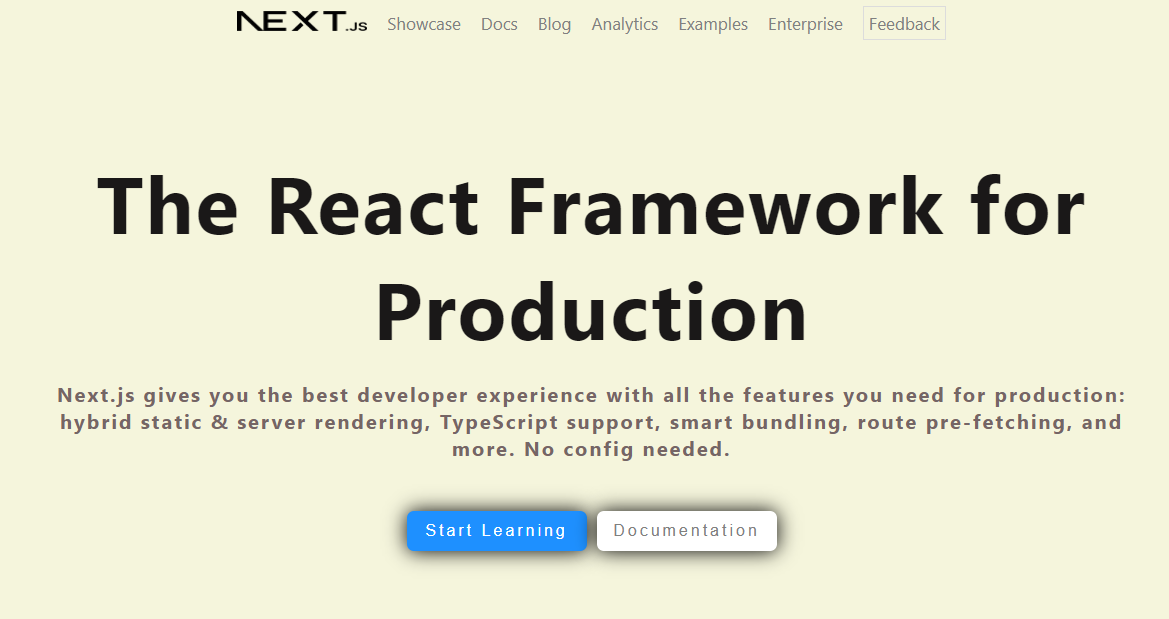 NEXT.JS Showcase Docs Blog Analytics Examples Enterprise Feedback
The React Framework for
Production
Next.js gives you the best developer experience with all the features you need for production:
hybrid static & server rendering, TypeScript support, smart bundling, route pre-fetching, and
more. No config needed.
Start Learning Documentation